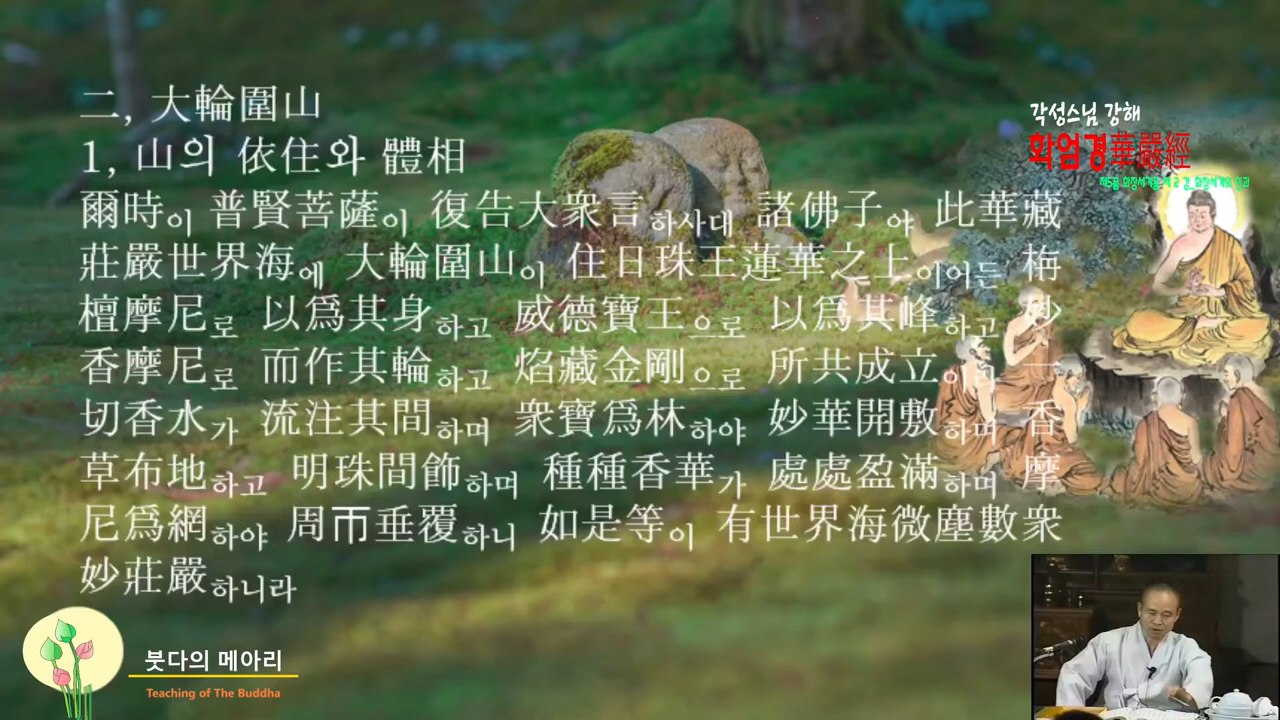 二, 大輪圍山
1, 山의 依住와 體相
爾時이 普賢菩薩이 復告大衆言하사대 諸佛子야 此華藏
莊嚴世界海에 大輪圍山이 住日珠王蓮華之上이어든 栴
檀摩尼로 以爲其身하고 威德寶王으로 以爲其峰하고 妙
香摩尼로 而作其輪하고 焰藏金剛으로 所共成立이라 一
切香水가 流注其間하며 衆寶爲林하야 妙華開敷하며 香
草布地하고 明珠間飾하며 種種香華가 處處盈滿하며 摩
尼爲網하야 周帀垂覆하니 如是等이 有世界海微塵數衆
妙莊嚴하니라
각성스님 강해
화엄경華嚴經
제5품 화장세계품
붓다의 메아리
Teaching of The Buddha